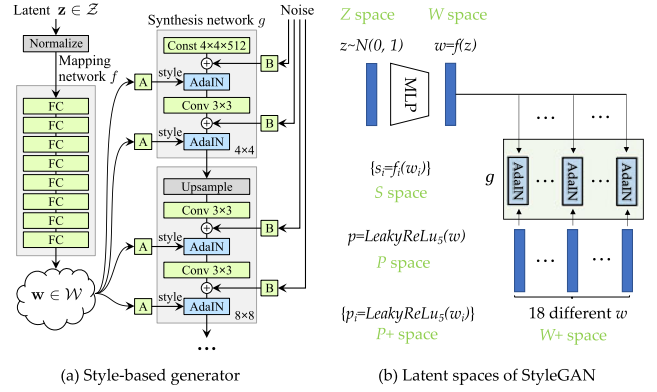 Latent z ∈ Z
Normalize
Mapping
network f
FC
FC
FC
FC
FC
FC
FC
FC
w ∈ W
Synthesis network g
Noise
Const 4×4×512
B
A
style
AdaIN
Conv 3×3
B
A
style
AdaIN
4×4
Upsample
Conv 3×3
B
A
style
AdaIN
Conv 3×3
B
A
style
AdaIN
8×8
...
(a) Style-based generator
Z space
W space
z~N(0, 1)
w=f(z)
MLP
... ...
{si=fi(wi)}
S space
g
AdaIN ... AdaIN ... AdaIN
p=LeakyReLu5(w)
P space
... ...
{pi=LeakyReLu5(wi)}
P+ space
18 different w
W+ space
(b) Latent spaces of StyleGAN